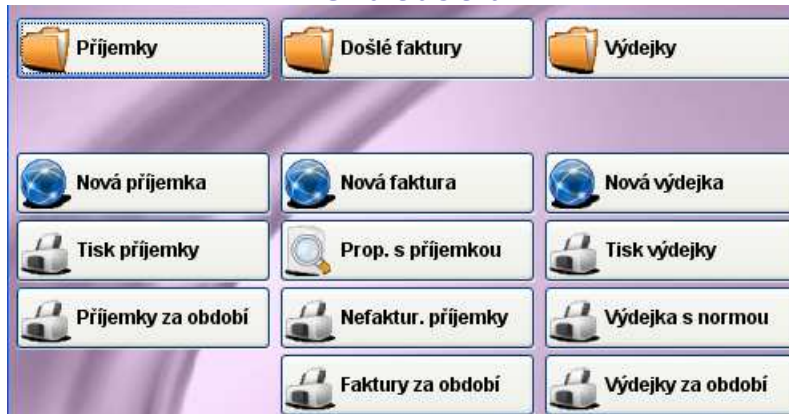 Příjemky
Došlé faktury
Výdejky
Nová příjemka
Nová faktura
Nová výdejka
Tisk příjemky
Prop. s příjemkou
Tisk výdejky
Příjemky za období
Nefaktur. příjemky
Výdejka s normou
Faktury za období
Výdejky za období